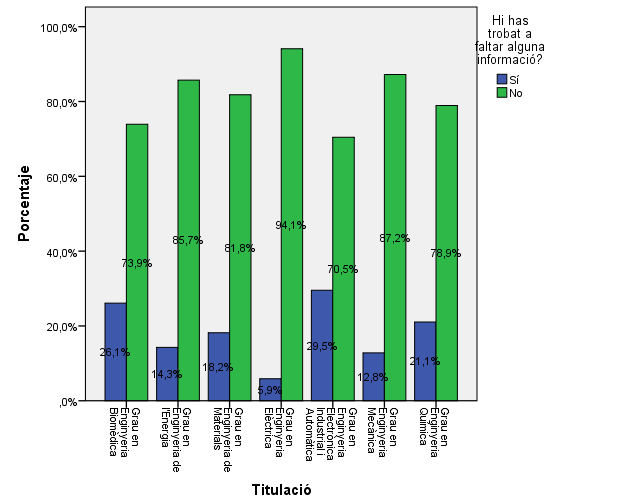 Hi has
trobat a
faltar alguna
informació?
Sí
No
Porcentaje
100,0%
80,0%
60,0%
40,0%
20,0%
,0%
26,1%
73,9%
14,3%
85,7%
18,2%
81,8%
5,9%
94,1%
29,5%
70,5%
12,8%
87,2%
21,1%
78,9%
Grau en
Enginyeria
Biomèdica
Grau en
Enginyeria de
l'Energia
Grau en
Enginyeria de
Materials
Grau en
Enginyeria
Elèctrica
Grau en
Enginyeria
Electrònica
Industrial i
Automàtica
Grau en
Enginyeria
Mecànica
Grau en
Enginyeria
Química
Titulació